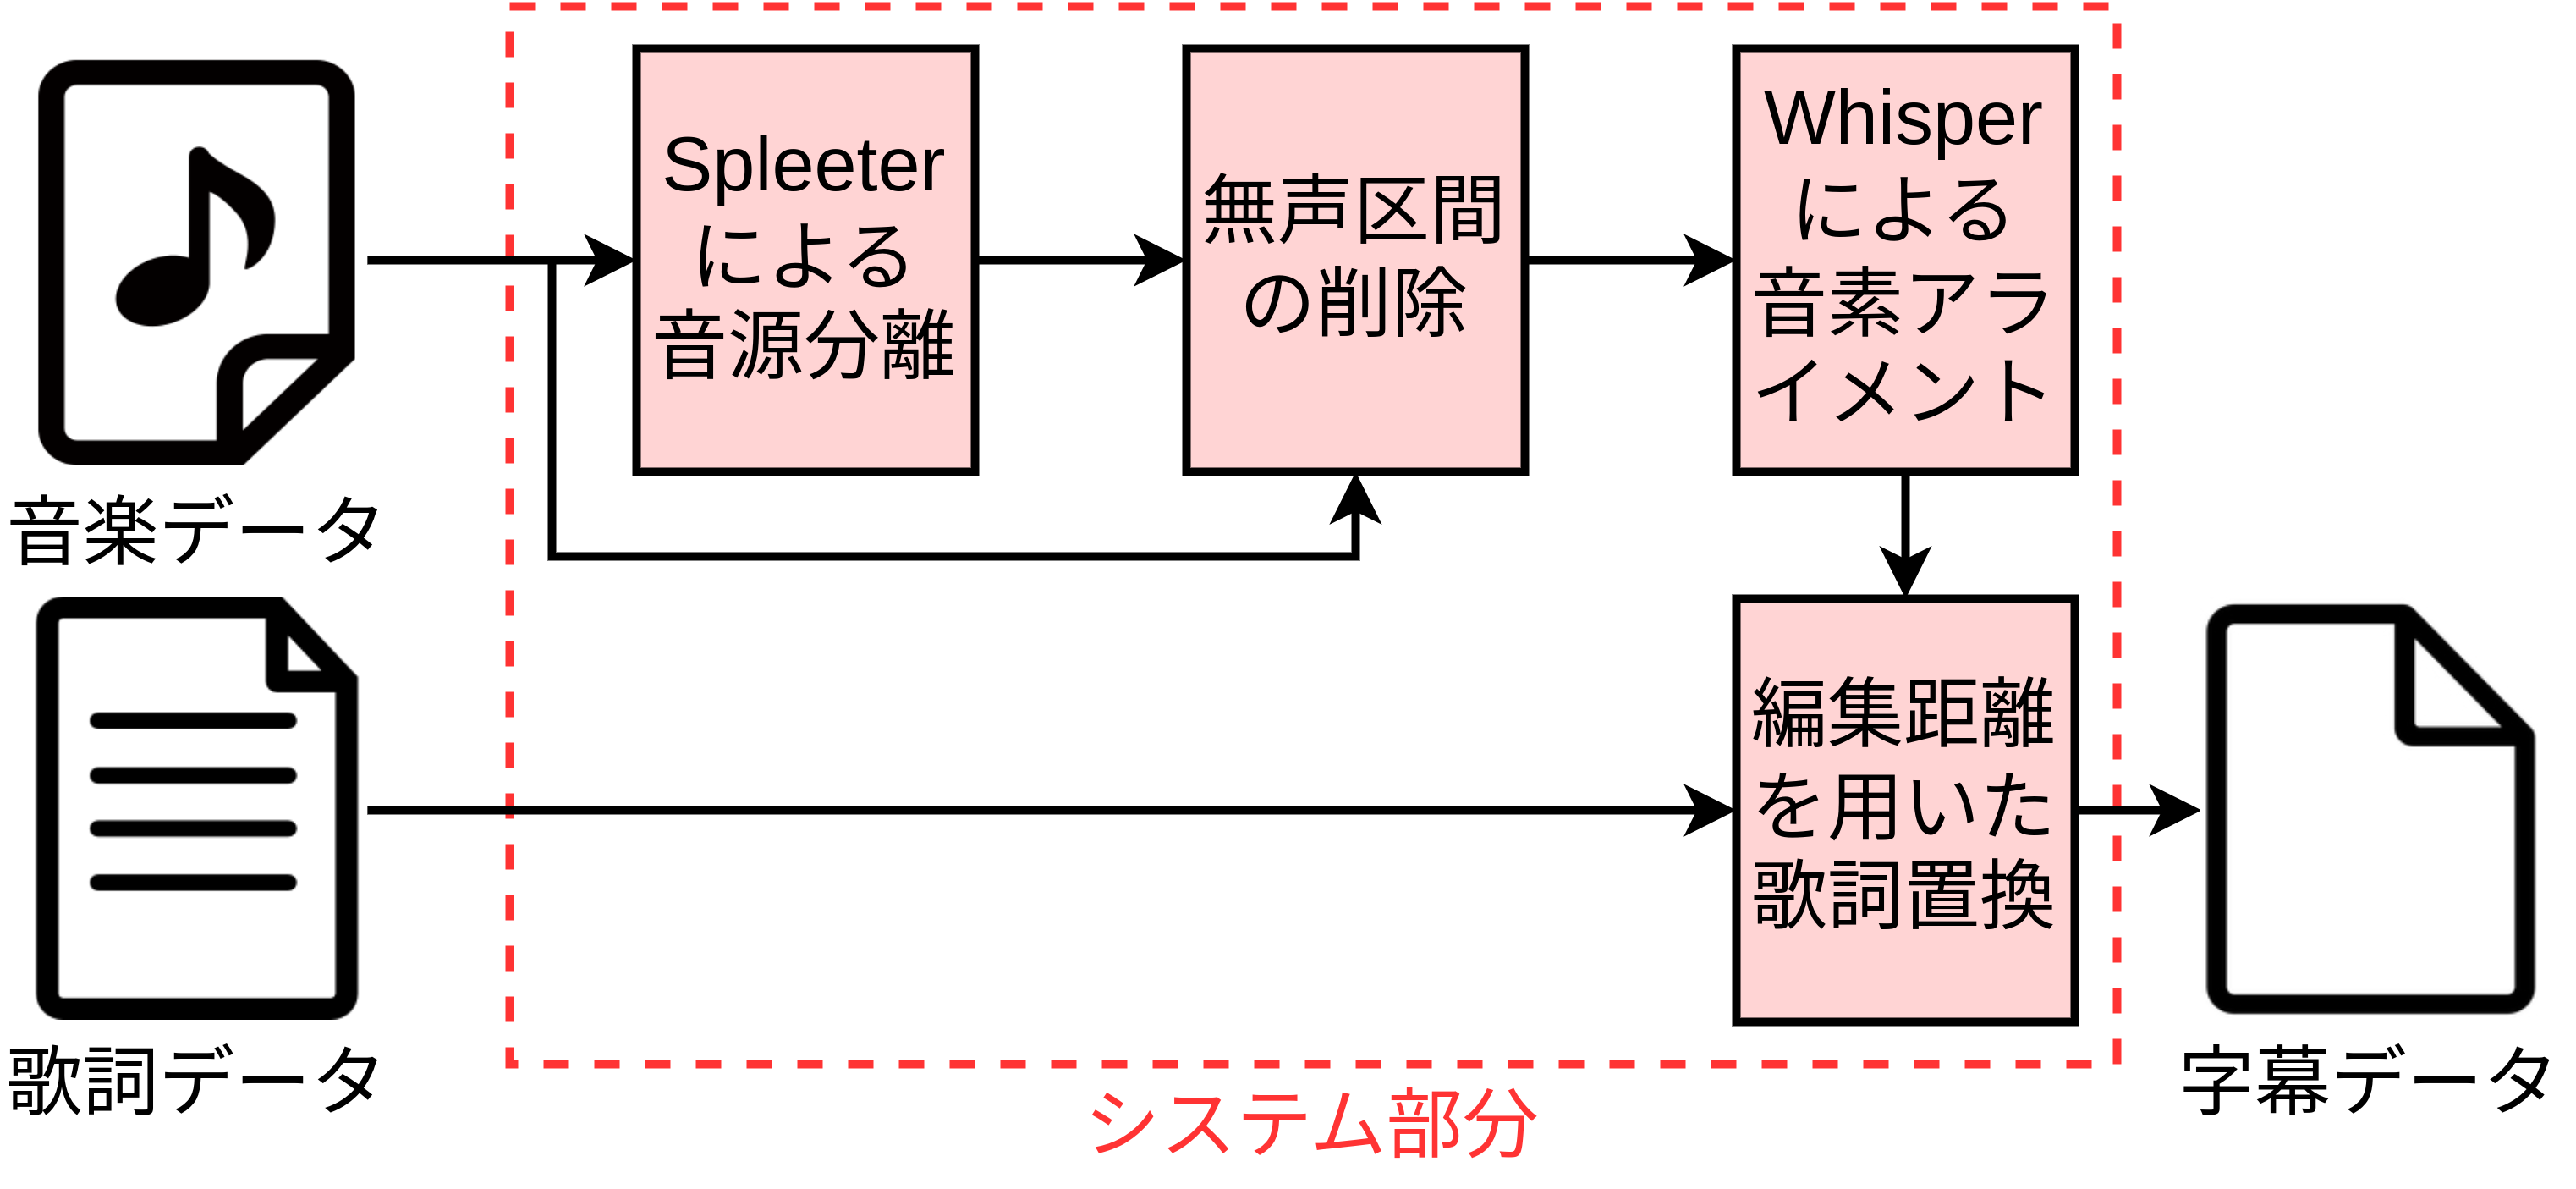 Spleeter
による
音源分離
無声区間
の削除
Whisper
による
音素アラ
イメント
音楽データ
編集距離
を用いた
歌詞置換
歌詞データ
字幕データ
システム部分